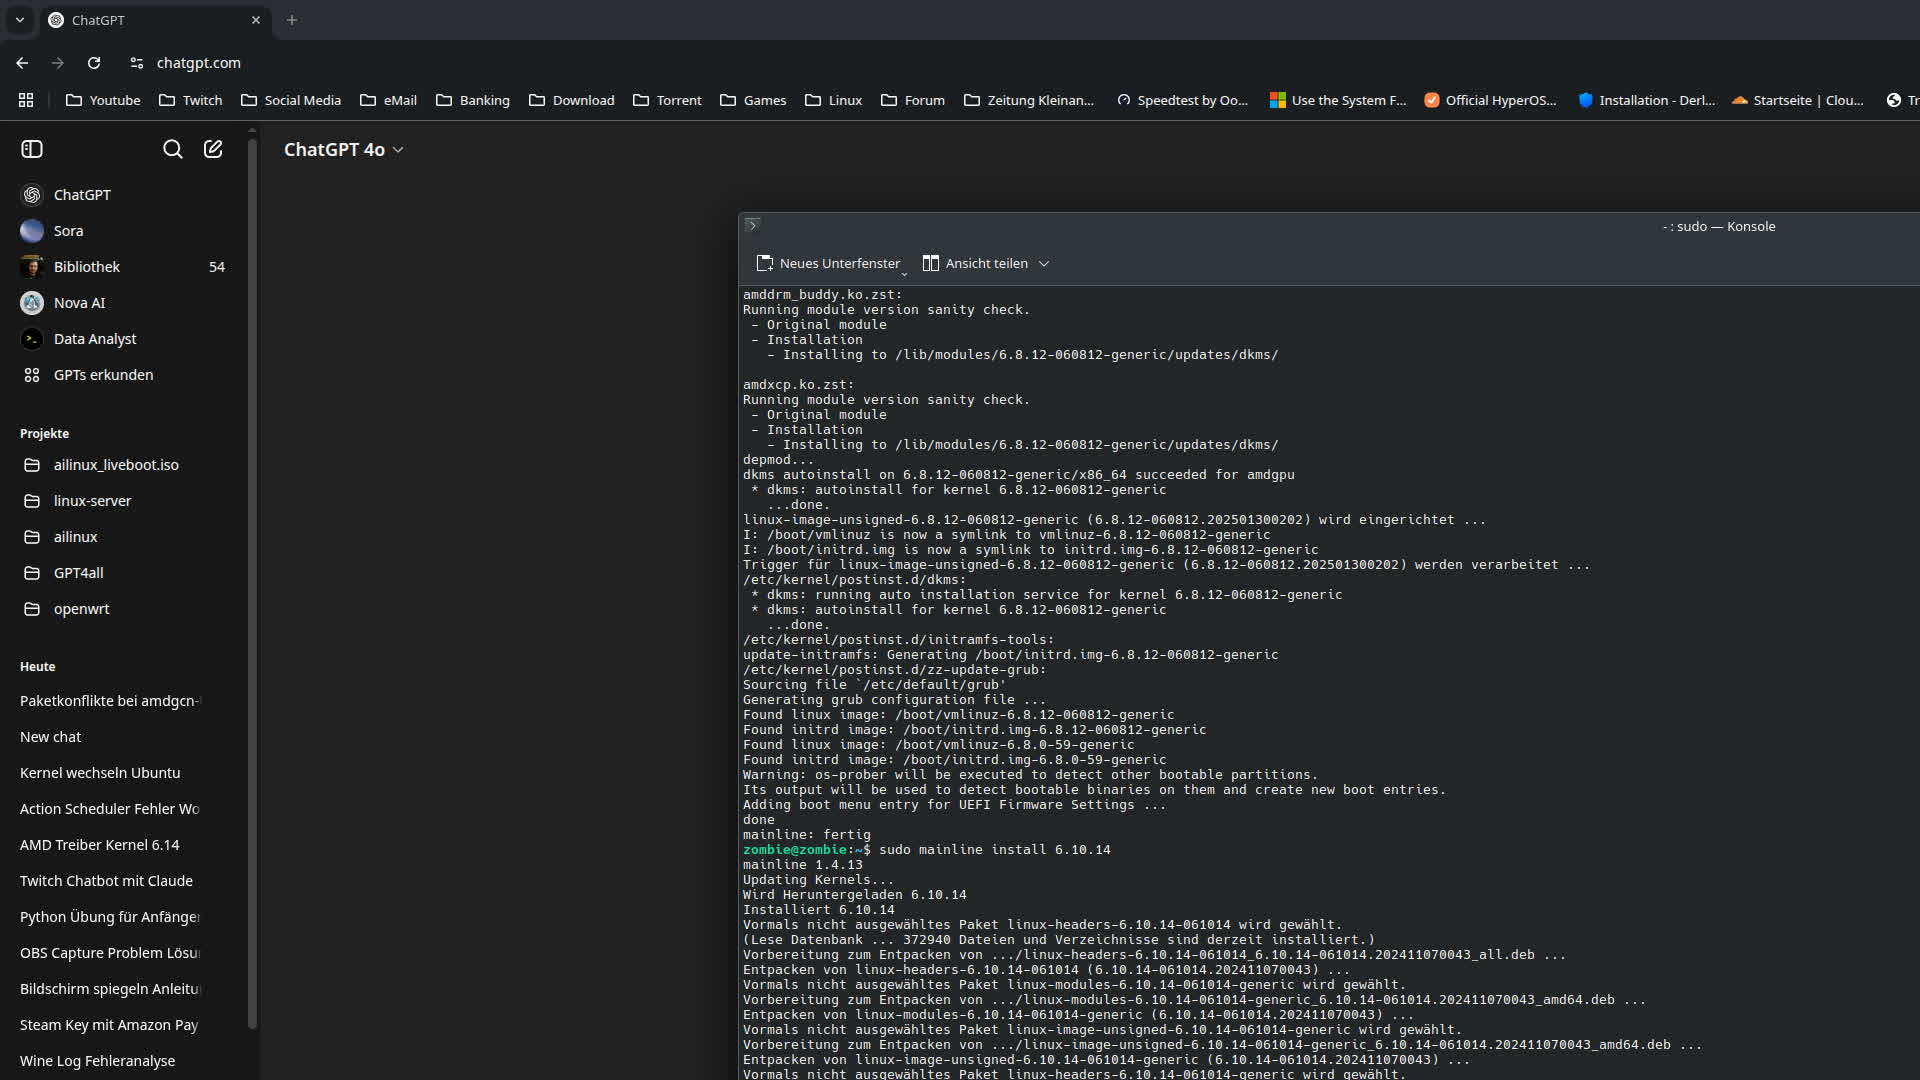 ChatGPT
chatgpt.com
Youtube
Twitch
Social Media
eMail
Banking
Download
Torrent
Games
Linux
Forum
Zeitung Kleinan...
Speedtest by Oo...
Use the System F...
Official HyperOS...
Installation - Derl...
Startseite | Clou...
ChatGPT 4o
ChatGPT
Sora
Bibliothek 54
Nova AI
Data Analyst
GPTs erkunden
Projekte
ailinux_liveboot.iso
linux-server
ailinux
GPT4all
openwrt
Heute
Paketkonflikte bei amdgcn-
New chat
Kernel wechseln Ubuntu
Action Scheduler Fehler Wo
AMD Treiber Kernel 6.14
Twitch Chatbot mit Claude
Python Übung für Anfänger
OBS Capture Problem Lösu
Bildschirm spiegeln Anleitu
Steam Key mit Amazon Pay
Wine Log Fehleranalyse
- : sudo — Konsole
Neues Unterfenster
Ansicht teilen
amddrm_buddy.ko.zst:
Running module version sanity check.
- Original module
- Installation
- Installing to /lib/modules/6.8.12-060812-generic/updates/dkms/
amdxcp.ko.zst:
Running module version sanity check.
- Original module
- Installation
- Installing to /lib/modules/6.8.12-060812-generic/updates/dkms/
depmod...
dkms autoinstall on 6.8.12-060812-generic/x86_64 succeeded for amdgpu
* dkms: autoinstall for kernel 6.8.12-060812-generic
...done.
linux-image-unsigned-6.8.12-060812-generic (6.8.12-060812.202501300202) wird eingerichtet ...
I: /boot/vmlinuz is now a symlink to vmlinuz-6.8.12-060812-generic
I: /boot/initrd.img is now a symlink to initrd.img-6.8.12-060812-generic
Trigger für linux-image-unsigned-6.8.12-060812-generic (6.8.12-060812.202501300202) werden verarbeitet ...
/etc/kernel/postinst.d/dkms:
* dkms: running auto installation service for kernel 6.8.12-060812-generic
* dkms: autoinstall for kernel 6.8.12-060812-generic
...done.
/etc/kernel/postinst.d/initramfs-tools:
update-initramfs: Generating /boot/initrd.img-6.8.12-060812-generic
/etc/kernel/postinst.d/zz-update-grub:
Sourcing file `/etc/default/grub'
Generating grub configuration file ...
Found linux image: /boot/vmlinuz-6.8.12-060812-generic
Found initrd image: /boot/initrd.img-6.8.12-060812-generic
Found linux image: /boot/vmlinuz-6.8.0-59-generic
Found initrd image: /boot/initrd.img-6.8.0-59-generic
Warning: os-prober will be executed to detect other bootable partitions.
Its output will be used to detect bootable binaries on them and create new boot entries.
Adding boot menu entry for UEFI Firmware Settings ...
done
mainline: fertig
zombie@zombie:~$ sudo mainline install 6.10.14
mainline 1.4.13
Updating Kernels...
Wird Heruntergeladen 6.10.14
Installiert 6.10.14
Vormals nicht ausgewähltes Paket linux-headers-6.10.14-061014 wird gewählt.
(Lese Datenbank ... 372940 Dateien und Verzeichnisse sind derzeit installiert.)
Vorbereitung zum Entpacken von .../linux-headers-6.10.14-061014_6.10.14-061014.202411070043_all.deb ...
Entpacken von linux-headers-6.10.14-061014 (6.10.14-061014.202411070043) ...
Vormals nicht ausgewähltes Paket linux-modules-6.10.14-061014-generic wird gewählt.
Vorbereitung zum Entpacken von .../linux-modules-6.10.14-061014-generic_6.10.14-061014.202411070043_amd64.deb ...
Entpacken von linux-modules-6.10.14-061014-generic (6.10.14-061014.202411070043) ...
Vormals nicht ausgewähltes Paket linux-image-unsigned-6.10.14-061014-generic wird gewählt.
Vorbereitung zum Entpacken von .../linux-image-unsigned-6.10.14-061014-generic_6.10.14-061014.202411070043_amd64.deb ...
Entpacken von linux-image-unsigned-6.10.14-061014-generic (6.10.14-061014.202411070043) ...
Vormals nicht ausgewähltes Paket linux-headers-6.10.14-061014-generic wird gewählt.